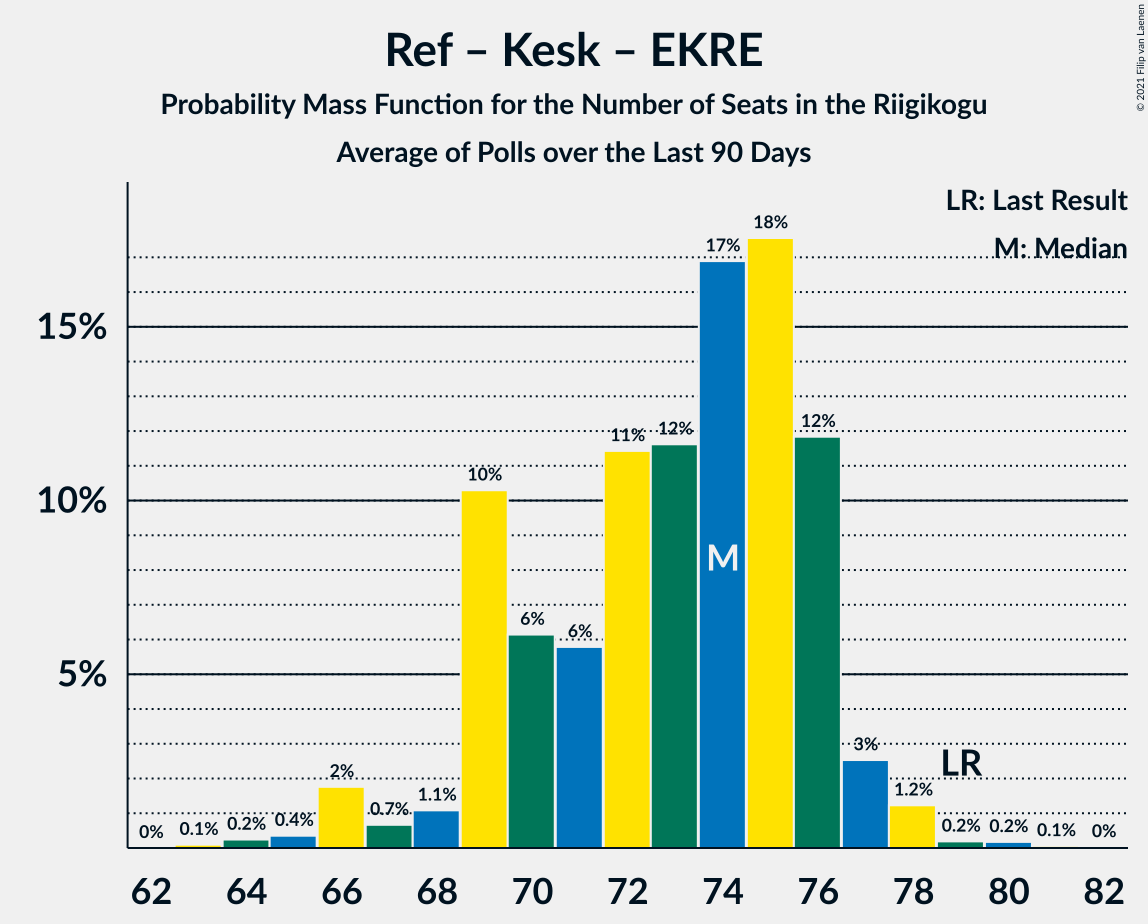 Ref – Kesk – EKRE
Probability Mass Function for the Number of Seats in the Riigikogu
Average of Polls over the Last 90 Days
© 2021 Filip van Laenen
LR: Last Result
M: Median
15%
10%
5%
0%
0.1%
0.2%
0.4%
2%
0.7%
1.1%
10%
6%
6%
11%
12%
17%
18%
12%
3%
1.2%
0.2%
0.2%
0.1%
0%
M
LR
62 64 66 68 70 72 74 76 78 80 82